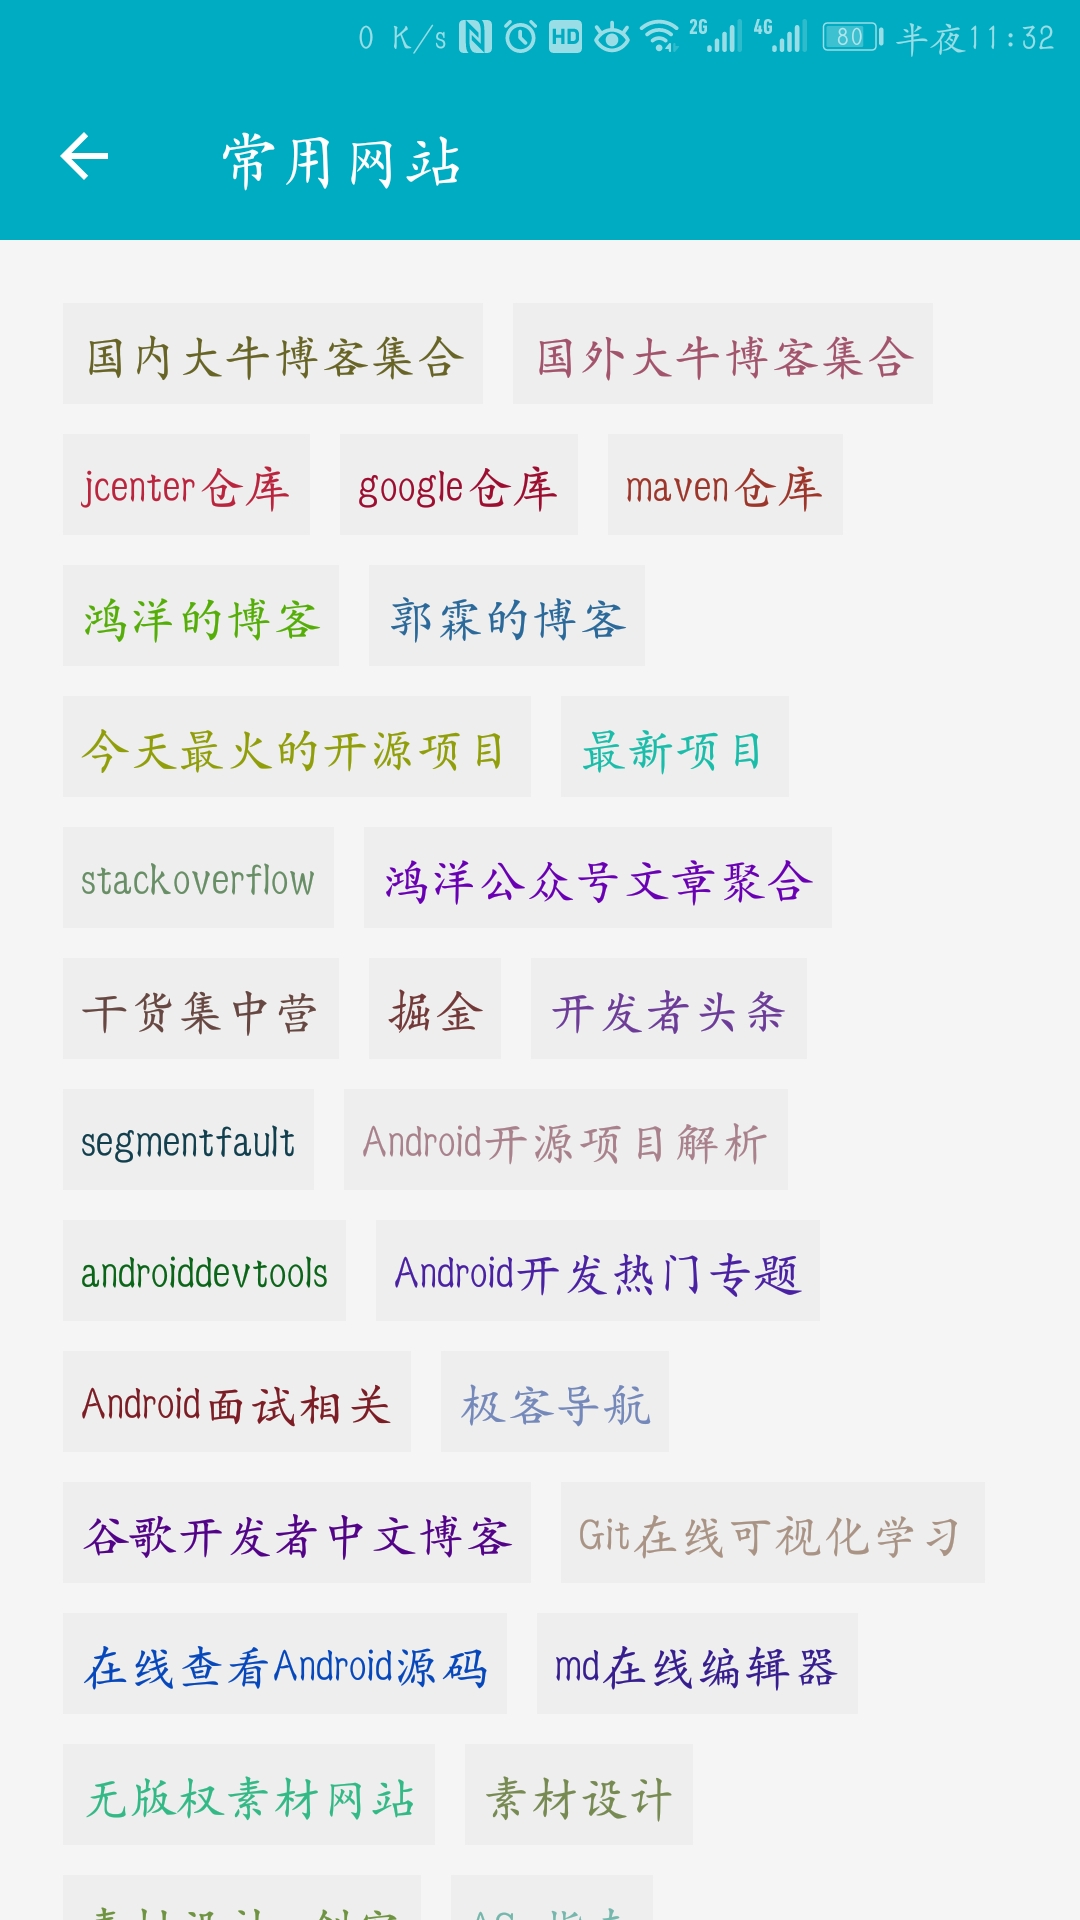 0 K/s HD 2G 4G 80 半夜11:32
常用网站
国内大牛博客集合 国外大牛博客集合
jcenter仓库 google仓库 maven仓库
鸿洋的博客 郭霖的博客
今天最火的开源项目 最新项目
stackoverflow 鸿洋公众号文章聚合
干货集中营 掘金 开发者头条
segmentfault Android开源项目解析
androiddevtools Android开发热门专题
Android面试相关 极客导航
谷歌开发者中文博客 Git在线可视化学习
在线查看Android源码 md在线编辑器
无版权素材网站 素材设计